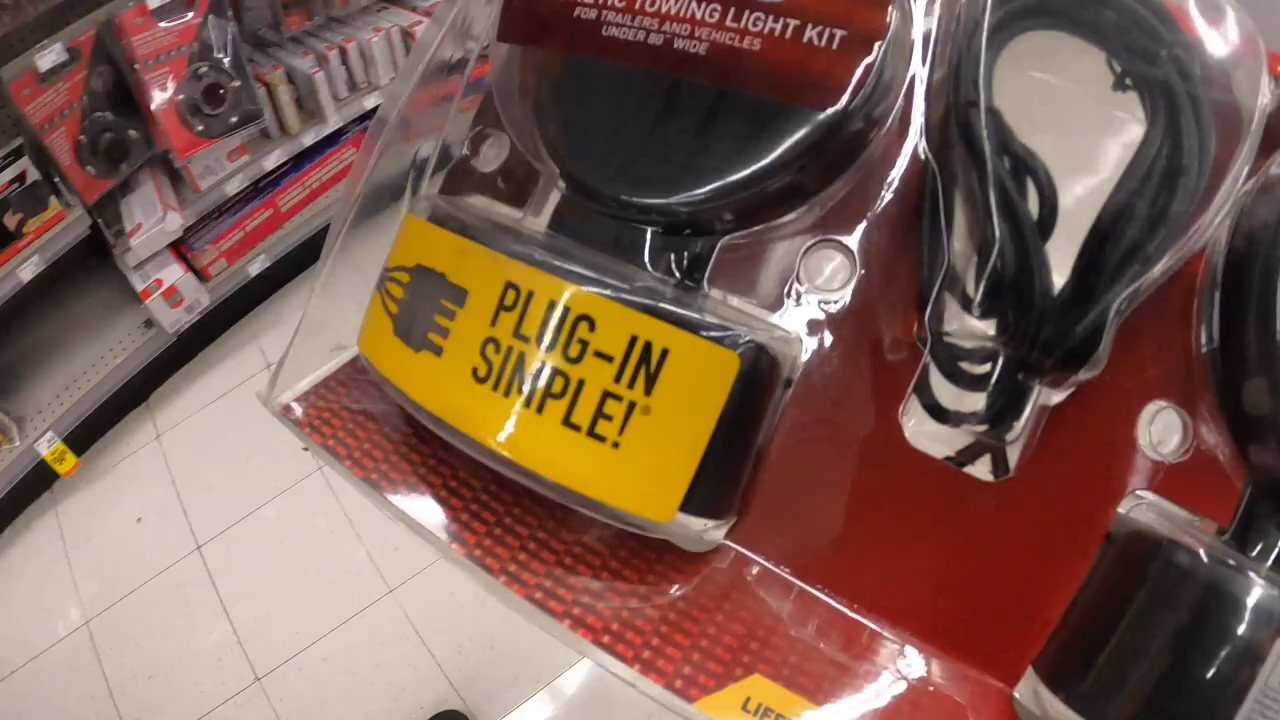 TOWING LIGHT KIT
FOR TRAILERS AND VEHICLES
UNDER 80" WIDE
PLUG-IN
SIMPLE!®